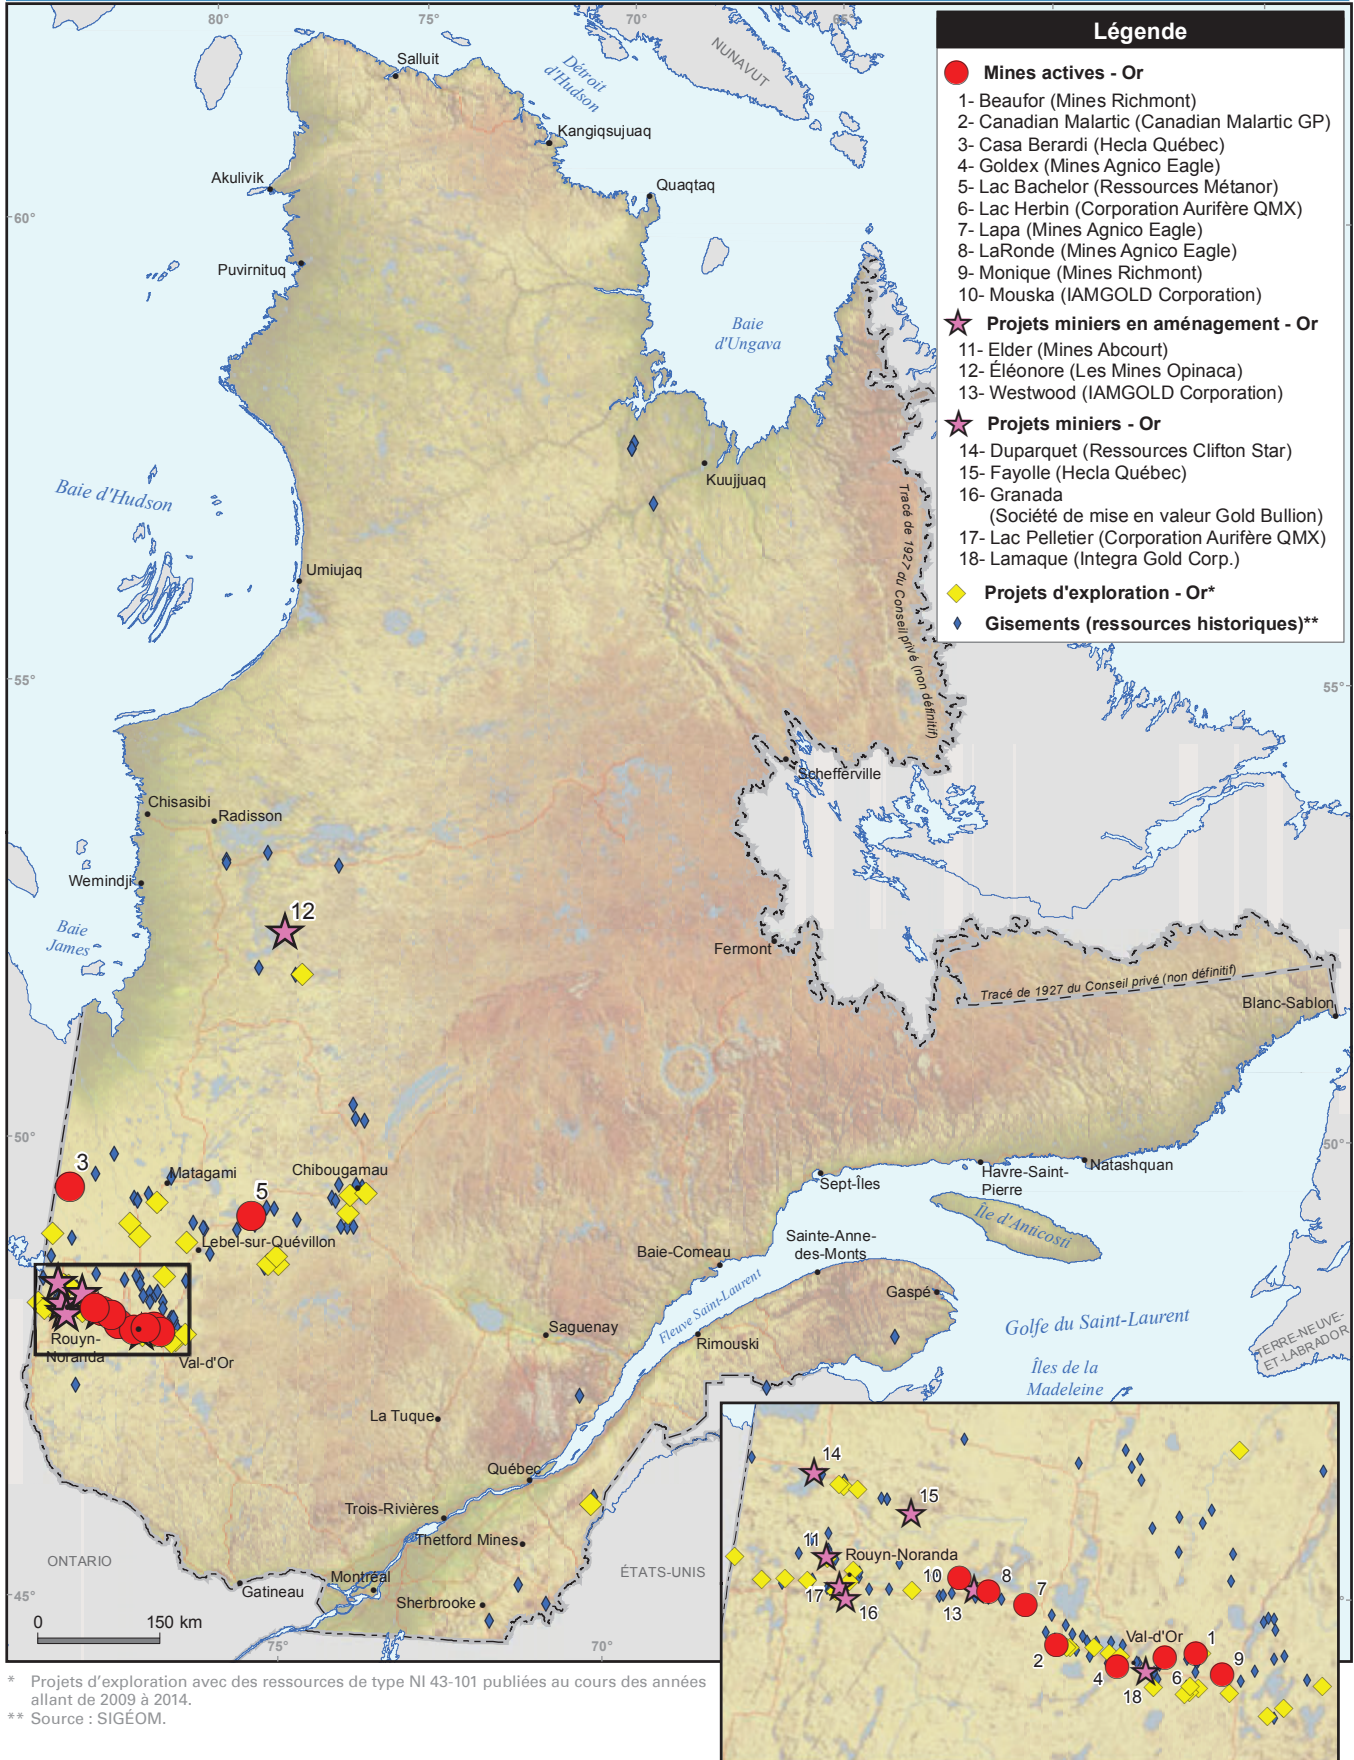 80°
75°
70°
65°
Légende
Mines actives - Or
1- Beaufor (Mines Richmont)
2- Canadian Malartic (Canadian Malartic GP)
3- Casa Berardi (Hecla Québec)
4- Goldex (Mines Agnico Eagle)
5- Lac Bachelor (Ressources Métanor)
6- Lac Herbin (Corporation Aurifère QMX)
7- Lapa (Mines Agnico Eagle)
8- LaRonde (Mines Agnico Eagle)
9- Monique (Mines Richmont)
10- Mouska (IAMGOLD Corporation)
Projets miniers en aménagement - Or
11- Elder (Mines Abcourt)
12- Éléonore (Les Mines Opinaca)
13- Westwood (IAMGOLD Corporation)
Projets miniers - Or
14- Duparquet (Ressources Clifton Star)
15- Fayolle (Hecla Québec)
16- Granada
(Société de mise en valeur Gold Bullion)
17- Lac Pelletier (Corporation Aurifère QMX)
18- Lamaque (Integra Gold Corp.)
Projets d'exploration - Or*
Gisements (ressources historiques)**
NUNAVUT
Salluit
Détroit
d'Hudson
Kangiqsujuaq
Akulivik
Quaqtaq
60°
Puvirnituq
Baie
d'Ungava
Kuujjuaq
Baie d'Hudson
Tracé de 1927 du Conseil privé (non définitif)
Umiujaq
55°
55°
Schefferville
Chisasibi
Radisson
Wemindji
12
Baie
James
Fermont
Tracé de 1927 du Conseil privé (non définitif)
Blanc-Sablon
50°
50°
3
Matagami
Chibougamau
5
Sept-Îles
Havre-Saint-
Pierre
Natashquan
Île d'Anticosti
Lebel-sur-Quévillon
Baie-Comeau
Sainte-Anne-
des-Monts
Gaspé
Fleuve Saint-Laurent
Golfe du Saint-Laurent
TERRE-NEUVE-
ET-LABRADOR
Rouyn-
Noranda
Val-d'Or
Saguenay
Rimouski
Îles de la
Madeleine
La Tuque
Québec
Trois-Rivières
Thetford Mines
ONTARIO
ÉTATS-UNIS
Montréal
Gatineau
Sherbrooke
45°
0
150 km
75°
70°
14
15
11
Rouyn-Noranda
10
8
7
17
16
13
2
Val-d'Or
1
4
18
6
9
* Projets d'exploration avec des ressources de type NI 43-101 publiées au cours des années
allant de 2009 à 2014.
** Source : SIGÉOM.